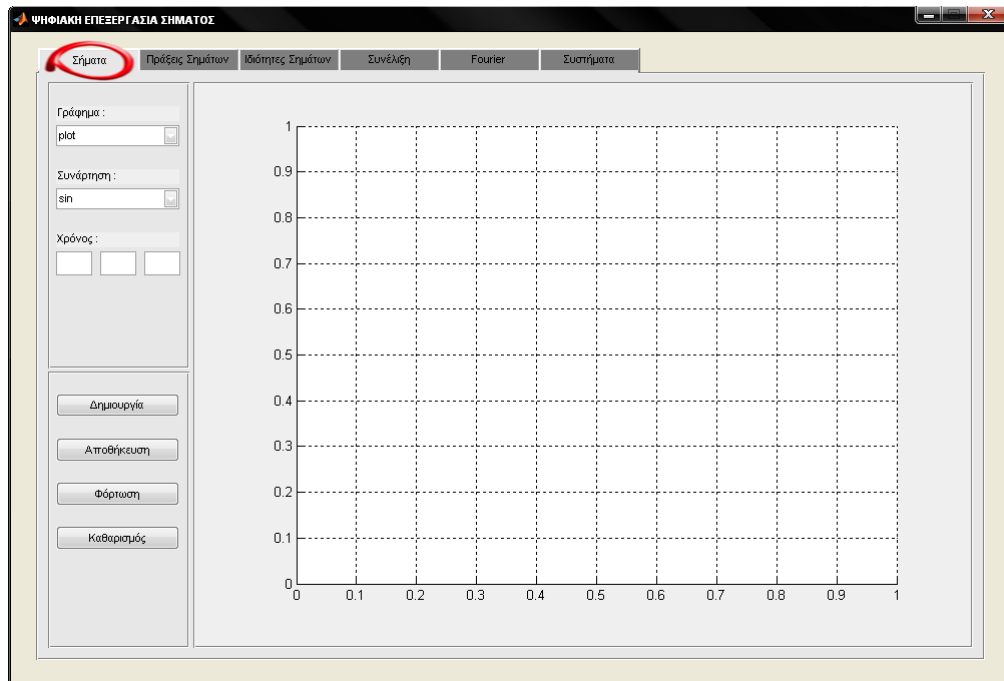 ΨΗΦΙΑΚΗ ΕΠΕΞΕΡΓΑΣΙΑ ΣΗΜΑΤΟΣ
Σήματα Πράξεις Σημάτων Ιδιότητες Σημάτων Συνέλιξη Fourier Συστήματα
Γράφημα :
plot
Συνάρτηση :
sin
Χρόνος :
Δημιουργία
Αποθήκευση
Φόρτωση
Καθαρισμός
1
0.9
0.8
0.7
0.6
0.5
0.4
0.3
0.2
0.1
0
0 0.1 0.2 0.3 0.4 0.5 0.6 0.7 0.8 0.9 1